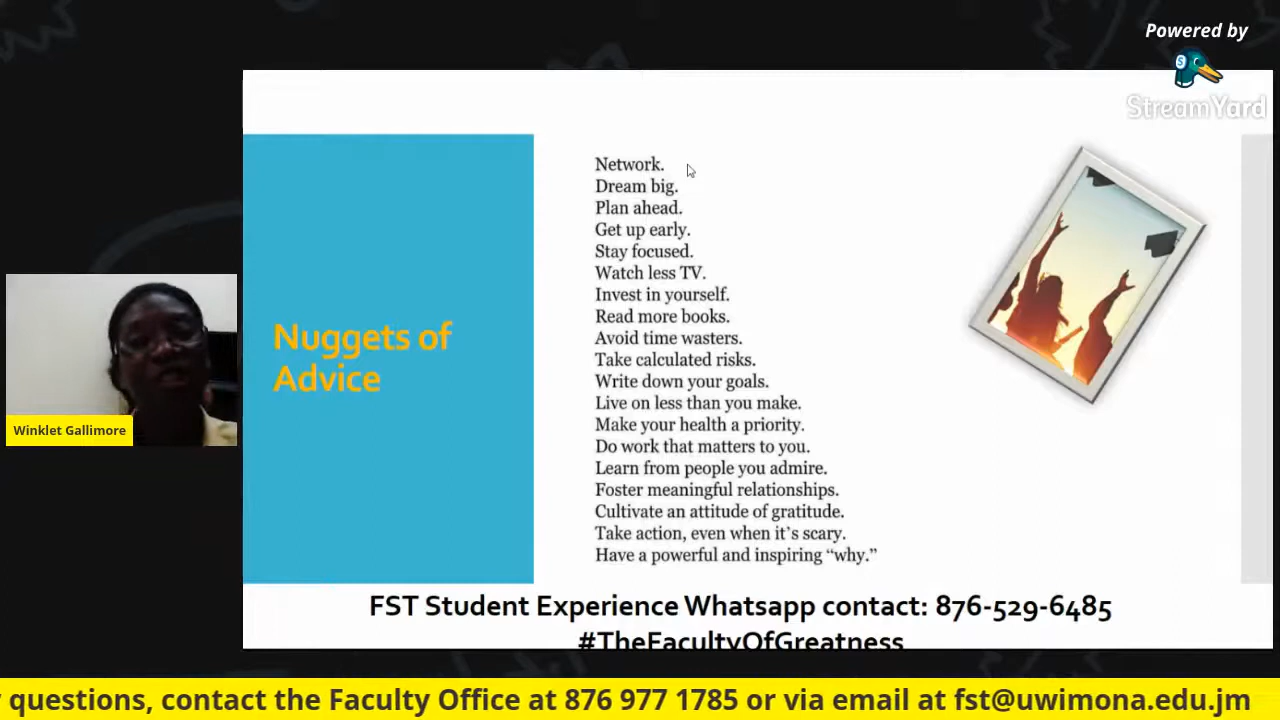 Powered by
StreamYard
Nuggets of
Advice
Network.
Dream big.
Plan ahead.
Get up early.
Stay focused.
Watch less TV.
Invest in yourself.
Read more books.
Avoid time wasters.
Take calculated risks.
Write down your goals.
Live on less than you make.
Make your health a priority.
Do work that matters to you.
Learn from people you admire.
Foster meaningful relationships.
Cultivate an attitude of gratitude.
Take action, even when it’s scary.
Have a powerful and inspiring “why.”
Winklet Gallimore
FST Student Experience Whatsapp contact: 876-529-6485
#TheFacultyOfGreatness
questions, contact the Faculty Office at 876 977 1785 or via email at fst@uwimona.edu.jm